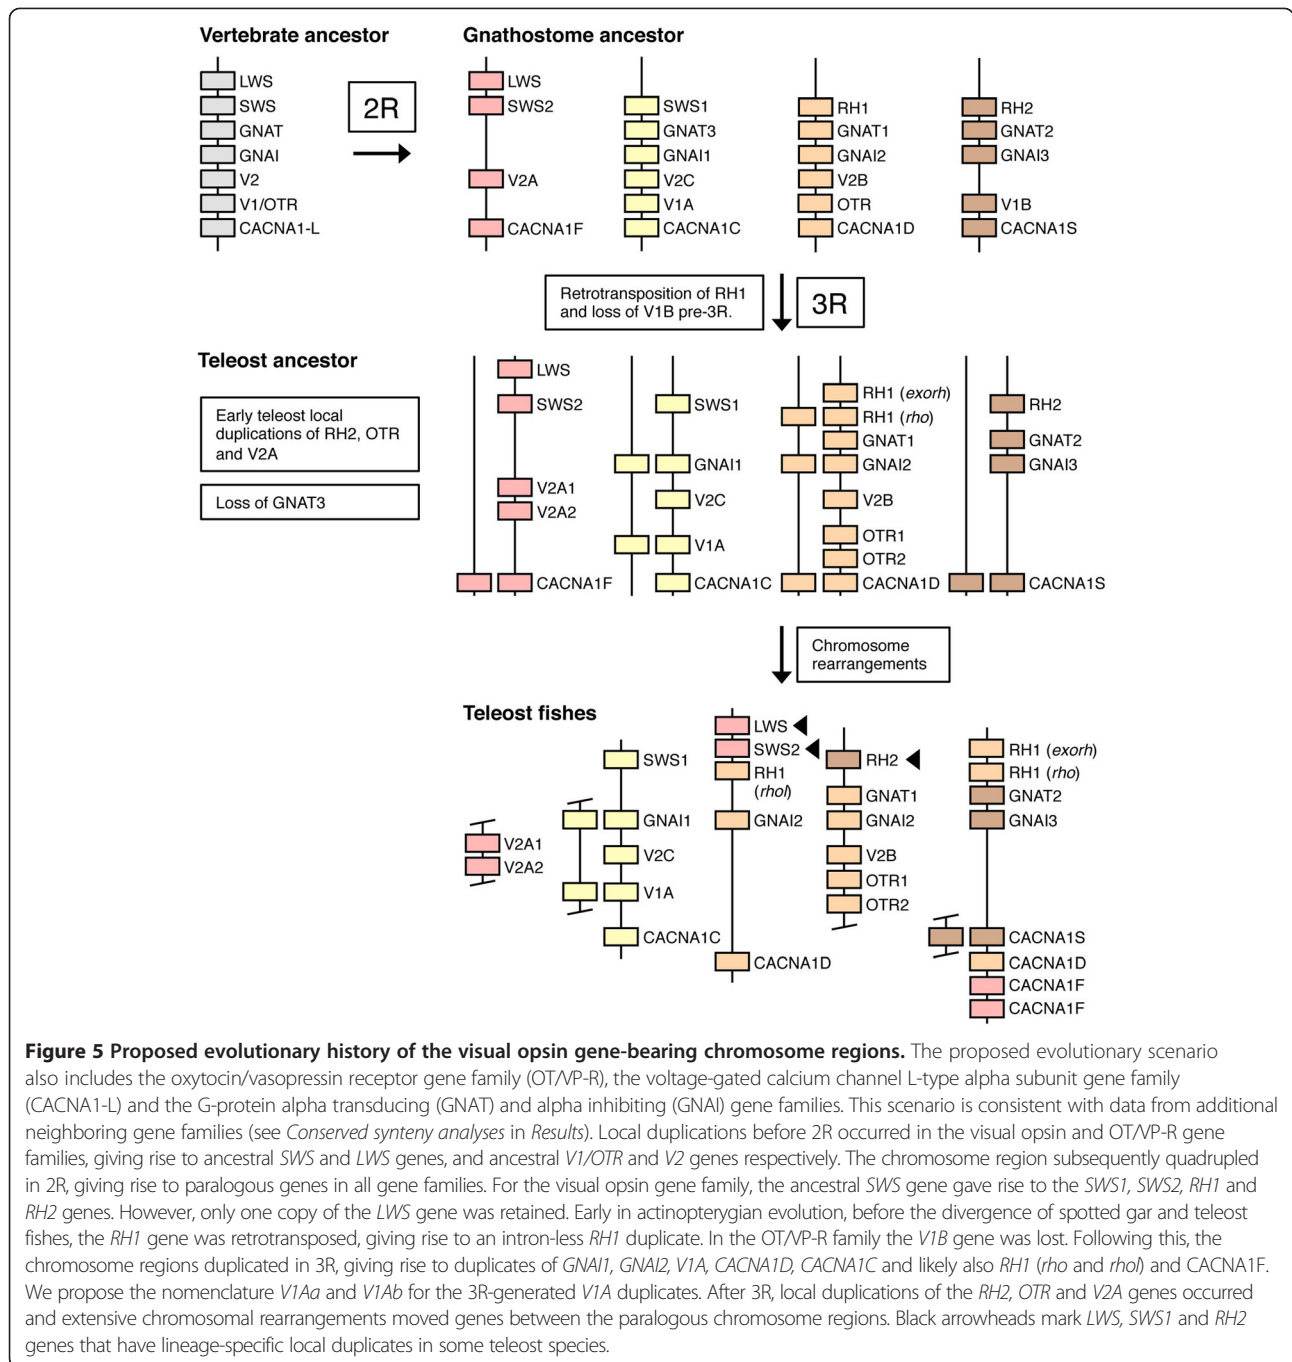 Vertebrate ancestor
LWS
SWS
GNAT
GNAI
V2
V1/OTR
CACNA1-L
2R
Gnathostome ancestor
LWS
SWS2
V2A
CACNA1F
SWS1
GNAT3
GNAI1
V2C
V1A
CACNA1C
RH1
GNAT1
GNAI2
V2B
OTR
CACNA1D
RH2
GNAT2
GNAI3
V1B
CACNA1S
Retrotransposition of RH1
and loss of V1B pre-3R.
3R
Teleost ancestor
Early teleost local
duplications of RH2, OTR
and V2A
Loss of GNAT3
LWS
SWS2
V2A1
V2A2
CACNA1F
SWS1
GNAI1
V2C
V1A
CACNA1C
RH1 (exorh)
RH1 (rho)
GNAT1
GNAI2
V2B
OTR1
OTR2
CACNA1D
RH2
GNAT2
GNAI3
CACNA1S
Chromosome
rearrangements
Teleost fishes
V2A1
V2A2
SWS1
GNAI1
V2C
V1A
CACNA1C
LWS
SWS2
RH1
(rhol)
GNAI2
CACNA1D
RH2
GNAT1
GNAI2
V2B
OTR1
OTR2
RH1 (exorh)
RH1 (rho)
GNAT2
GNAI3
CACNA1S
CACNA1D
CACNA1F
CACNA1F
Figure 5 Proposed evolutionary history of the visual opsin gene-bearing chromosome regions. The proposed evolutionary scenario
also includes the oxytocin/vasopressin receptor gene family (OT/VP-R), the voltage-gated calcium channel L-type alpha subunit gene family
(CACNA1-L) and the G-protein alpha transducing (GNAT) and alpha inhibiting (GNAI) gene families. This scenario is consistent with data from additional
neighboring gene families (see Conserved synteny analyses in Results). Local duplications before 2R occurred in the visual opsin and OT/VP-R gene
families, giving rise to ancestral SWS and LWS genes, and ancestral V1/OTR and V2 genes respectively. The chromosome region subsequently quadrupled
in 2R, giving rise to paralogous genes in all gene families. For the visual opsin gene family, the ancestral SWS gene gave rise to the SWS1, SWS2, RH1 and
RH2 genes. However, only one copy of the LWS gene was retained. Early in actinopterygian evolution, before the divergence of spotted gar and teleost
fishes, the RH1 gene was retrotransposed, giving rise to an intron-less RH1 duplicate. In the OT/VP-R family the V1B gene was lost. Following this, the
chromosome regions duplicated in 3R, giving rise to duplicates of GNAI1, GNAI2, V1A, CACNA1D, CACNA1C and likely also RH1 (rho and rhol) and CACNA1F.
We propose the nomenclature V1Aa and V1Ab for the 3R-generated V1A duplicates. After 3R, local duplications of the RH2, OTR and V2A genes occurred
and extensive chromosomal rearrangements moved genes between the paralogous chromosome regions. Black arrowheads mark LWS, SWS1 and RH2
genes that have lineage-specific local duplicates in some teleost species.